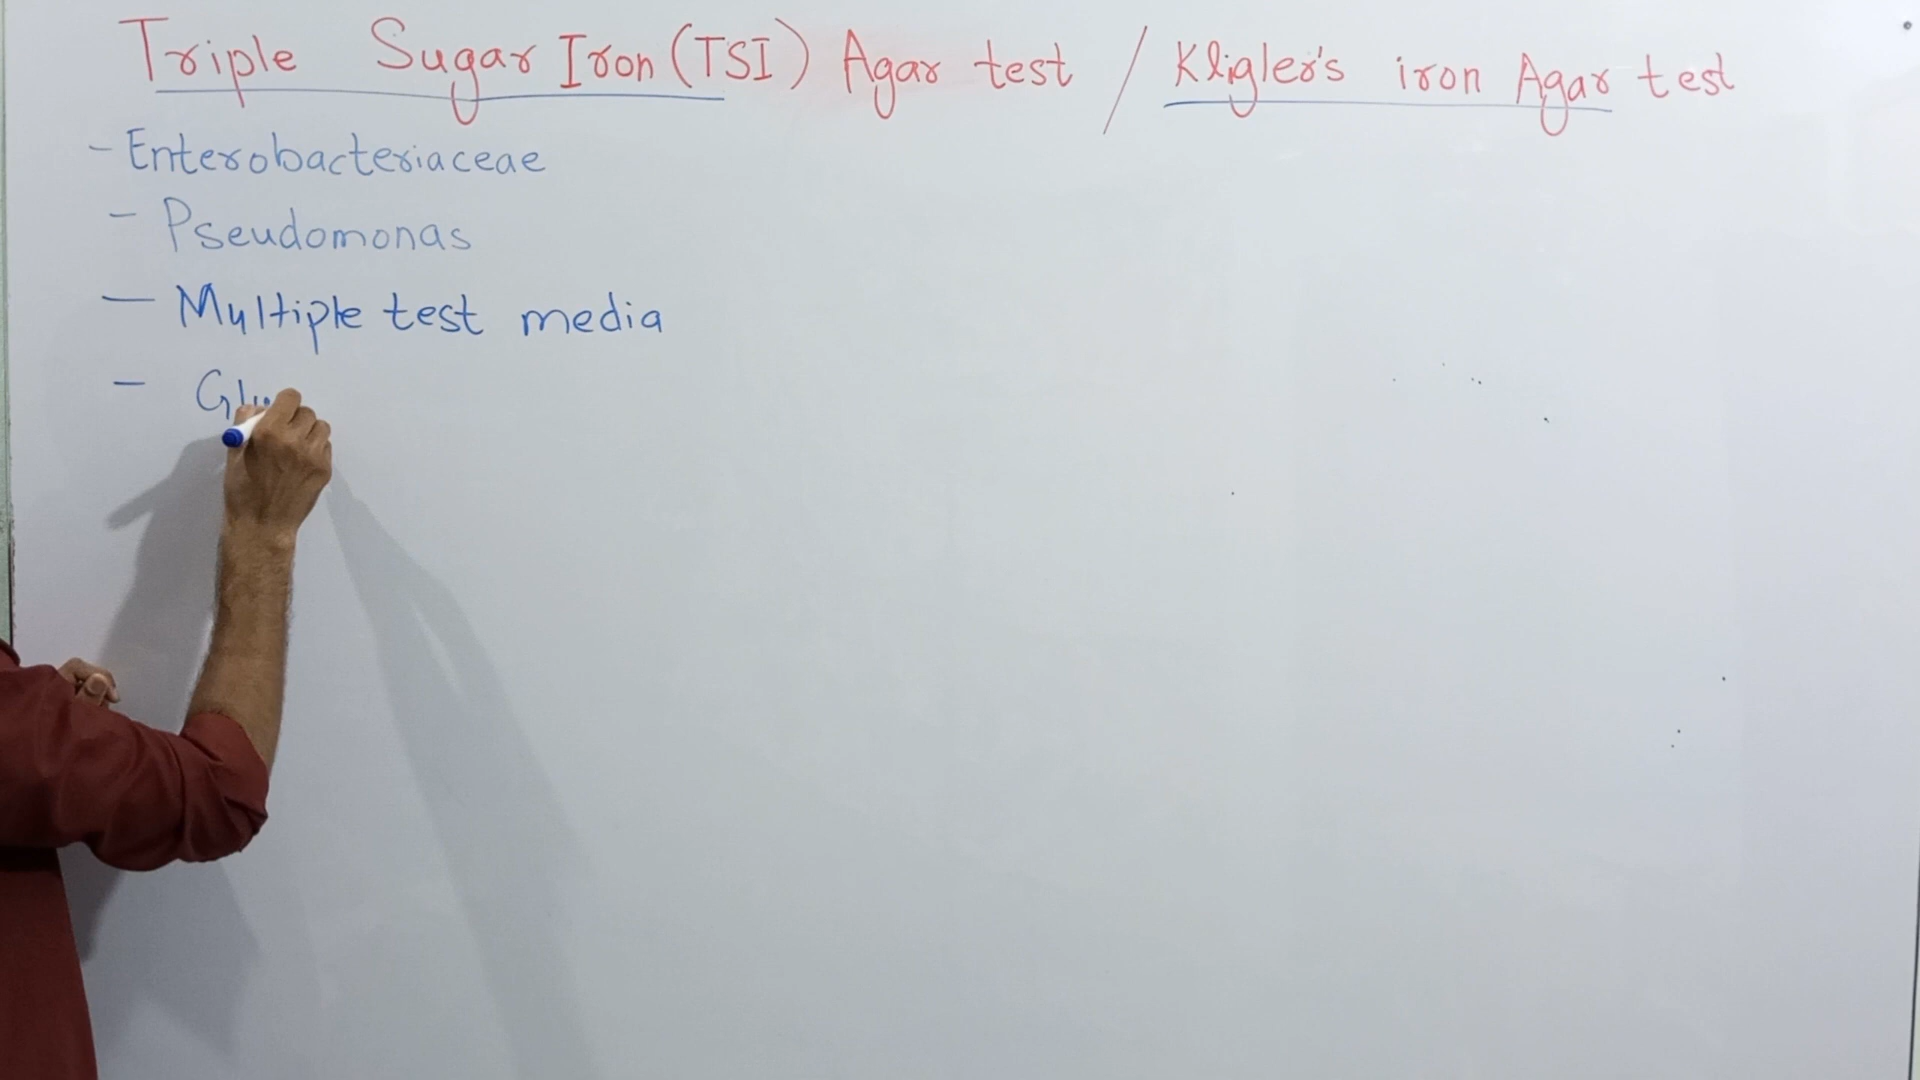 Triple Sugar Iron (TSI) Agar test / Kligler's iron Agar test
- Enterobacteriaceae
- Pseudomonas
- Multiple test media
-